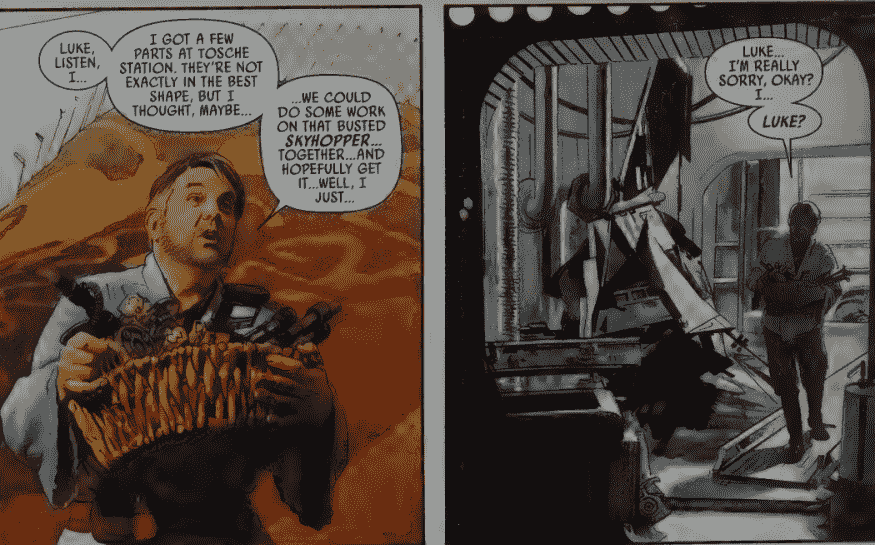 LUKE,
LISTEN,
I...
I GOT A FEW
PARTS AT TOSCHE
STATION. THEY'RE NOT
EXACTLY IN THE BEST
SHAPE, BUT I
THOUGHT, MAYBE...
...WE COULD
DO SOME WORK
ON THAT BUSTED
SKYHOPPER...
TOGETHER...AND
HOPEFULLY GET
IT...WELL, I
JUST...
LUKE...
I'M REALLY
SORRY, OKAY?
I...
LUKE?